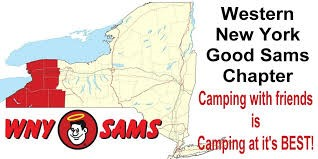 Western
New York
Good Sams
Chapter
Camping with friends
is
Camping at it's BEST!
WNY SAMS